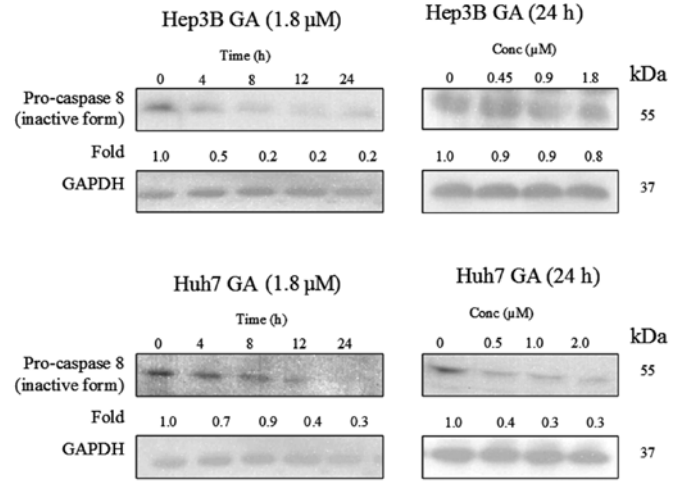 Hep3B GA (1.8 µM) Hep3B GA (24 h)
Time (h) Conc (µM)
0 4 8 12 24 0 0.45 0.9 1.8 kDa
Pro-caspase 8
(inactive form) 55
Fold 1.0 0.5 0.2 0.2 0.2 1.0 0.9 0.9 0.8
GAPDH 37
Huh7 GA (1.8 µM) Huh7 GA (24 h)
Time (h) Conc (µM)
0 4 8 12 24 0 0.5 1.0 2.0 kDa
Pro-caspase 8 55
(inactive form)
Fold 1.0 0.7 0.9 0.4 0.3 1.0 0.4 0.3 0.3
GAPDH 37